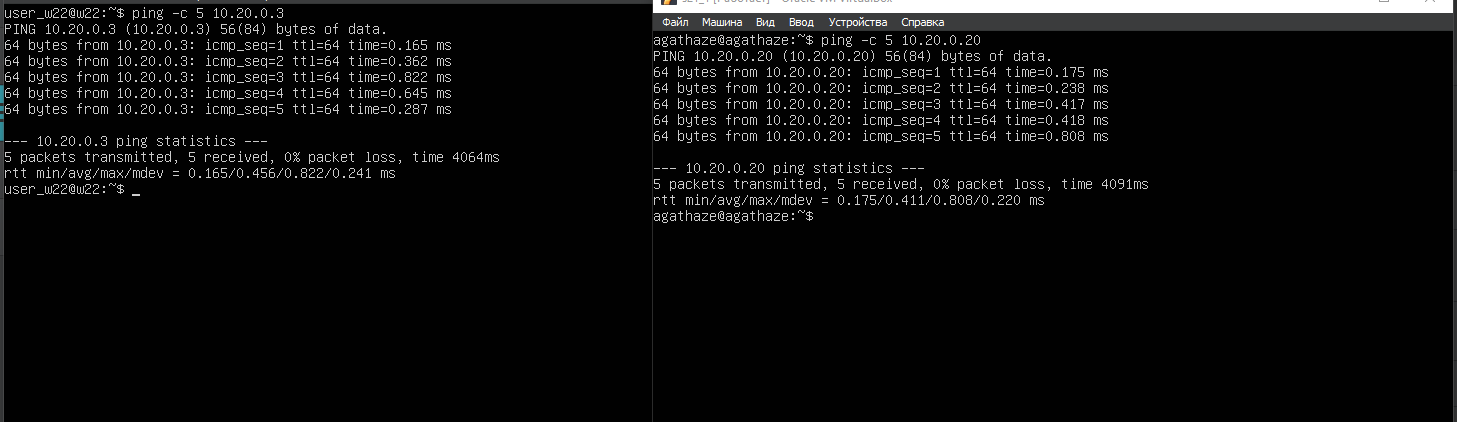 user_w22@w22:~$ ping -c 5 10.20.0.3
PING 10.20.0.3 (10.20.0.3) 56(84) bytes of data.
64 bytes from 10.20.0.3: icmp_seq=1 ttl=64 time=0.165 ms
64 bytes from 10.20.0.3: icmp_seq=2 ttl=64 time=0.362 ms
64 bytes from 10.20.0.3: icmp_seq=3 ttl=64 time=0.822 ms
64 bytes from 10.20.0.3: icmp_seq=4 ttl=64 time=0.645 ms
64 bytes from 10.20.0.3: icmp_seq=5 ttl=64 time=0.287 ms
--- 10.20.0.3 ping statistics ---
5 packets transmitted, 5 received, 0% packet loss, time 4064ms
rtt min/avg/max/mdev = 0.165/0.456/0.822/0.241 ms
user_w22@w22:~$ _
Oracle VM VirtualBox
Файл Машина Вид Ввод Устройства Справка
agathaze@agathaze:~$ ping -c 5 10.20.0.20
PING 10.20.0.20 (10.20.0.20) 56(84) bytes of data.
64 bytes from 10.20.0.20: icmp_seq=1 ttl=64 time=0.175 ms
64 bytes from 10.20.0.20: icmp_seq=2 ttl=64 time=0.238 ms
64 bytes from 10.20.0.20: icmp_seq=3 ttl=64 time=0.417 ms
64 bytes from 10.20.0.20: icmp_seq=4 ttl=64 time=0.418 ms
64 bytes from 10.20.0.20: icmp_seq=5 ttl=64 time=0.808 ms
--- 10.20.0.20 ping statistics ---
5 packets transmitted, 5 received, 0% packet loss, time 4091ms
rtt min/avg/max/mdev = 0.175/0.411/0.808/0.220 ms
agathaze@agathaze:~$